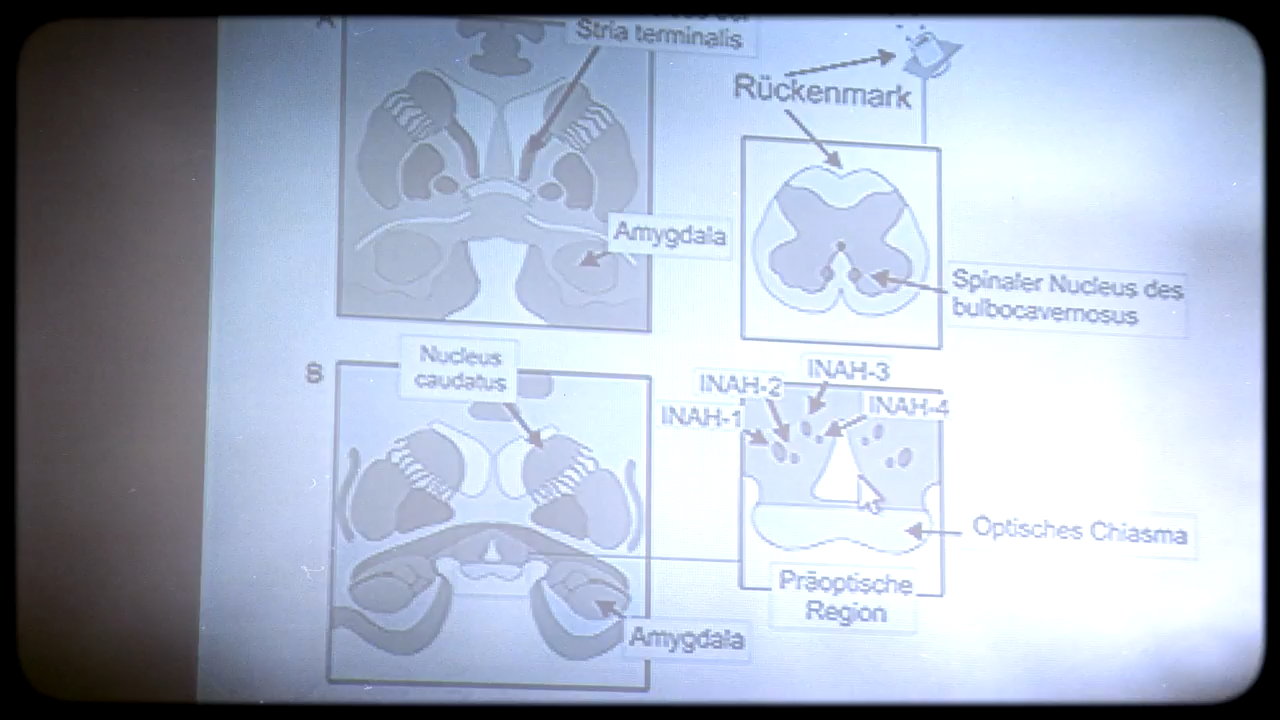 A
Stria terminalis
Rückenmark
Amygdala
Spinaler Nucleus des
bulbocavernosus
B
Nucleus
caudatus
INAH-3
INAH-2
INAH-4
INAH-1
Optisches Chiasma
Präoptische
Region
Amygdala